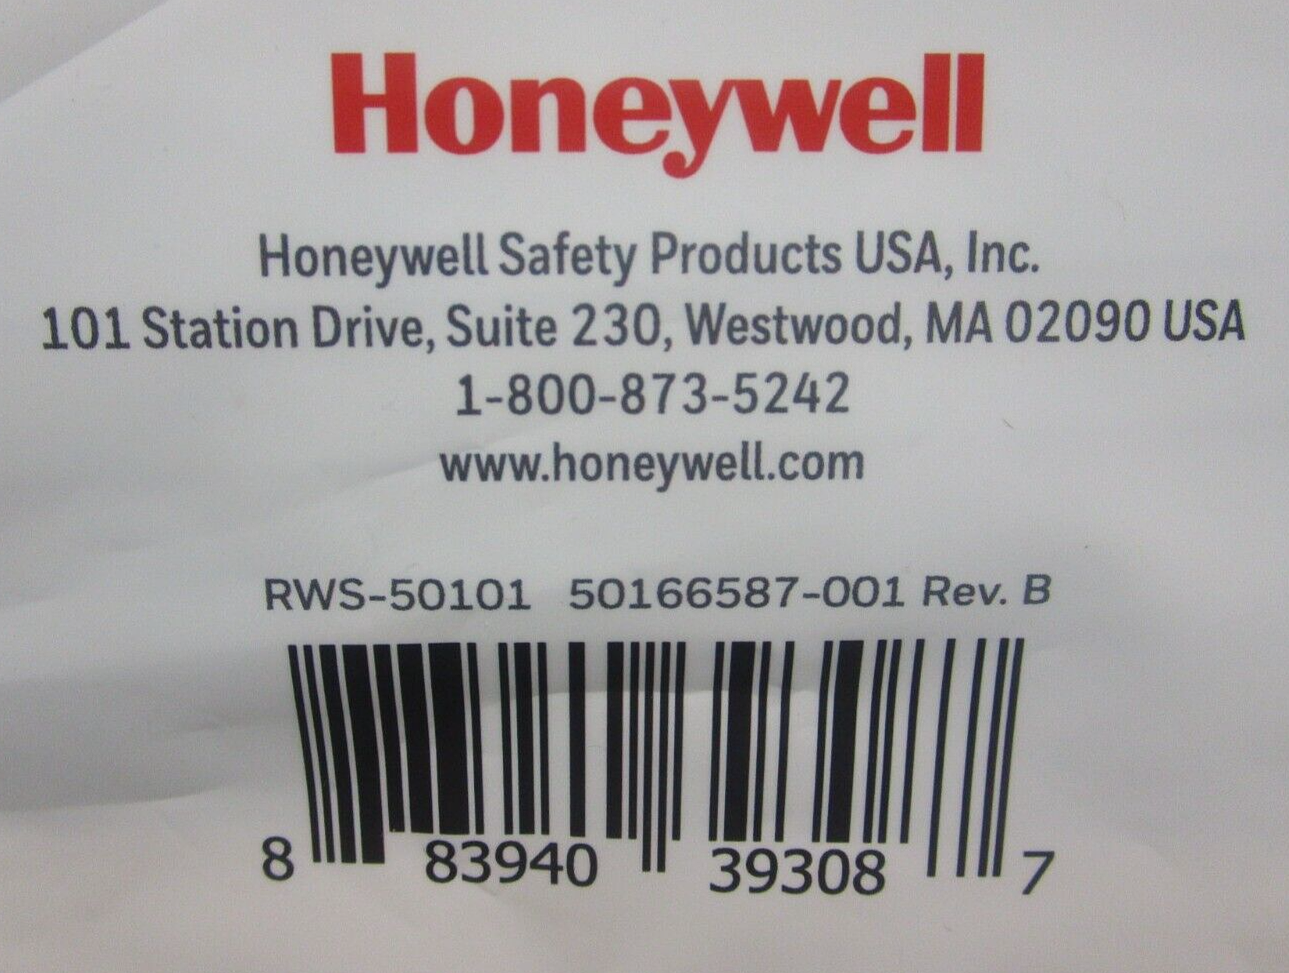 Honeywell
Honeywell Safety Products USA, Inc.
101 Station Drive, Suite 230, Westwood, MA 02090 USA
1-800-873-5242
www.honeywell.com
RWS-50101 50166587-001 Rev. B
8 83940 39308 7